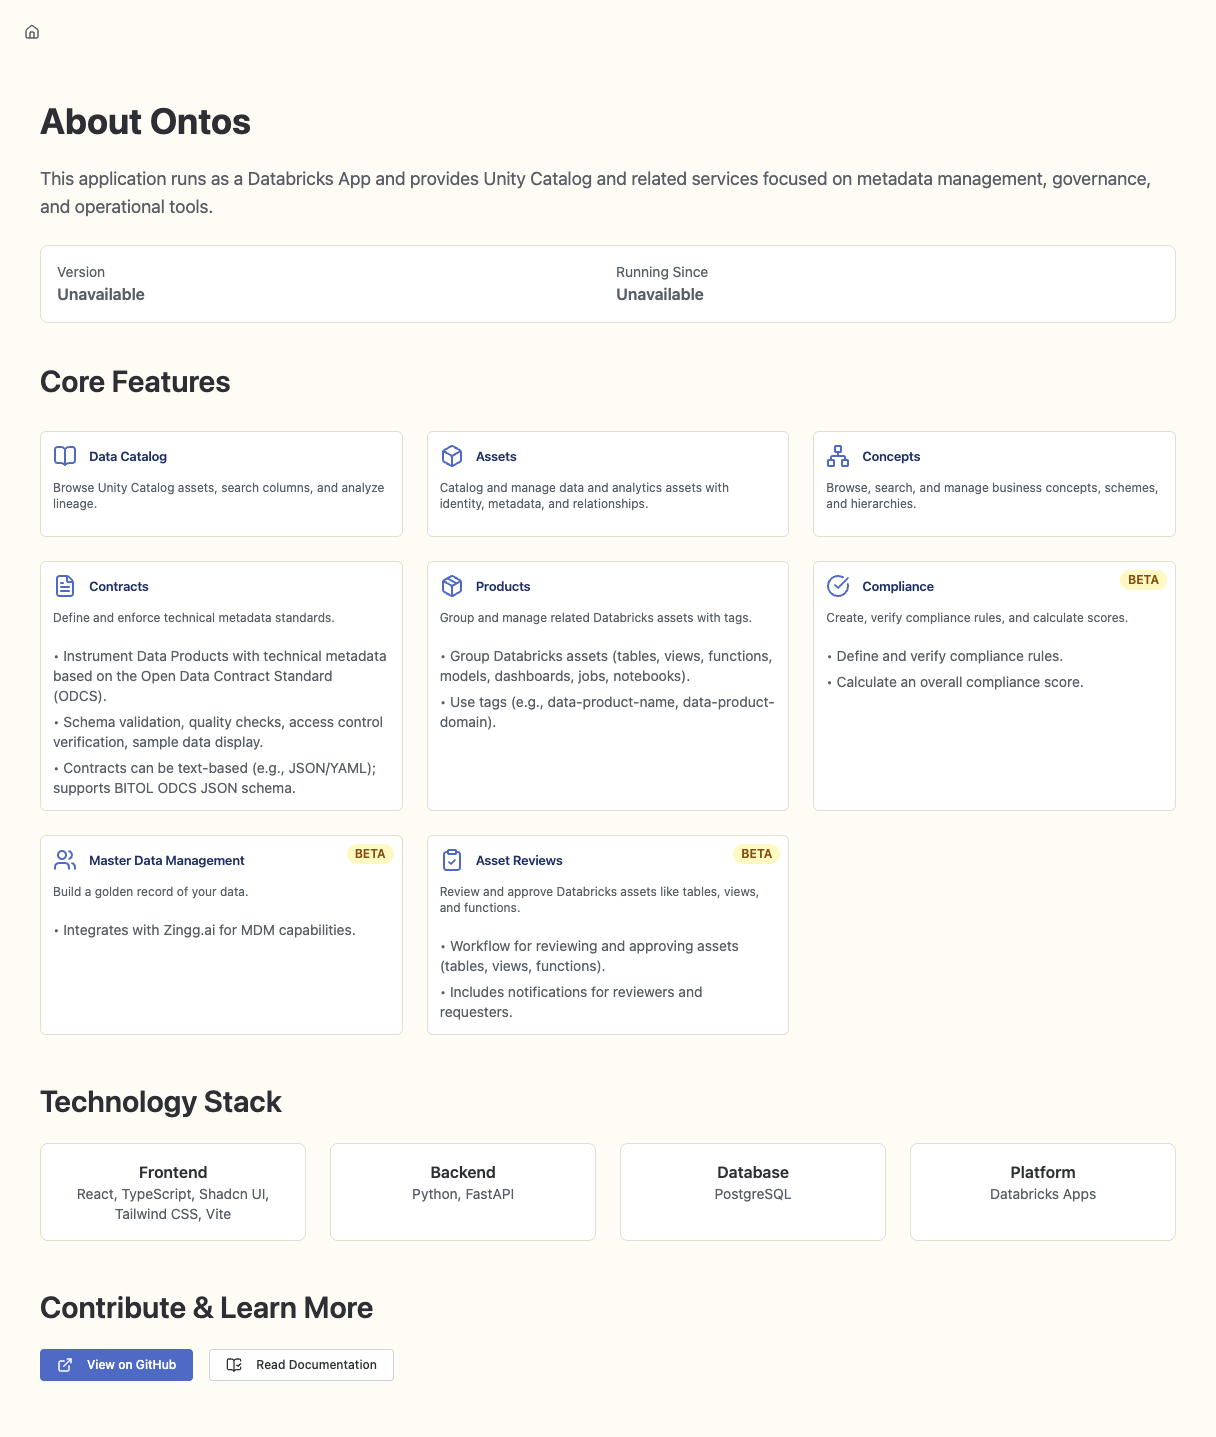 About Ontos
This application runs as a Databricks App and provides Unity Catalog and related services focused on metadata management, governance,
and operational tools.
Version
Unavailable
Running Since
Unavailable
Core Features
Data Catalog
Browse Unity Catalog assets, search columns, and analyze
lineage.
Assets
Catalog and manage data and analytics assets with
identity, metadata, and relationships.
Concepts
Browse, search, and manage business concepts, schemes,
and hierarchies.
Contracts
Define and enforce technical metadata standards.
• Instrument Data Products with technical metadata
based on the Open Data Contract Standard
(ODCS).
• Schema validation, quality checks, access control
verification, sample data display.
• Contracts can be text-based (e.g., JSON/YAML);
supports BITOL ODCS JSON schema.
Products
Group and manage related Databricks assets with tags.
• Group Databricks assets (tables, views, functions,
models, dashboards, jobs, notebooks).
• Use tags (e.g., data-product-name, data-product-
domain).
Compliance
BETA
Create, verify compliance rules, and calculate scores.
• Define and verify compliance rules.
• Calculate an overall compliance score.
Master Data Management
BETA
Build a golden record of your data.
• Integrates with Zingg.ai for MDM capabilities.
Asset Reviews
BETA
Review and approve Databricks assets like tables, views,
and functions.
• Workflow for reviewing and approving assets
(tables, views, functions).
• Includes notifications for reviewers and
requesters.
Technology Stack
Frontend
React, TypeScript, Shadcn UI,
Tailwind CSS, Vite
Backend
Python, FastAPI
Database
PostgreSQL
Platform
Databricks Apps
Contribute & Learn More
View on GitHub
Read Documentation